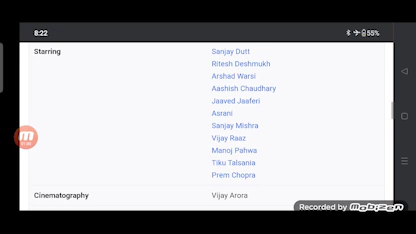 8:22
55%
Starring
Sanjay Dutt
Ritesh Deshmukh
Arshad Warsi
Aashish Chaudhary
Jaaved Jaaferi
Asrani
Sanjay Mishra
Vijay Raaz
Manoj Pahwa
Tiku Talsania
Prem Chopra
Cinematography
Vijay Arora
Recorded by Mobizen